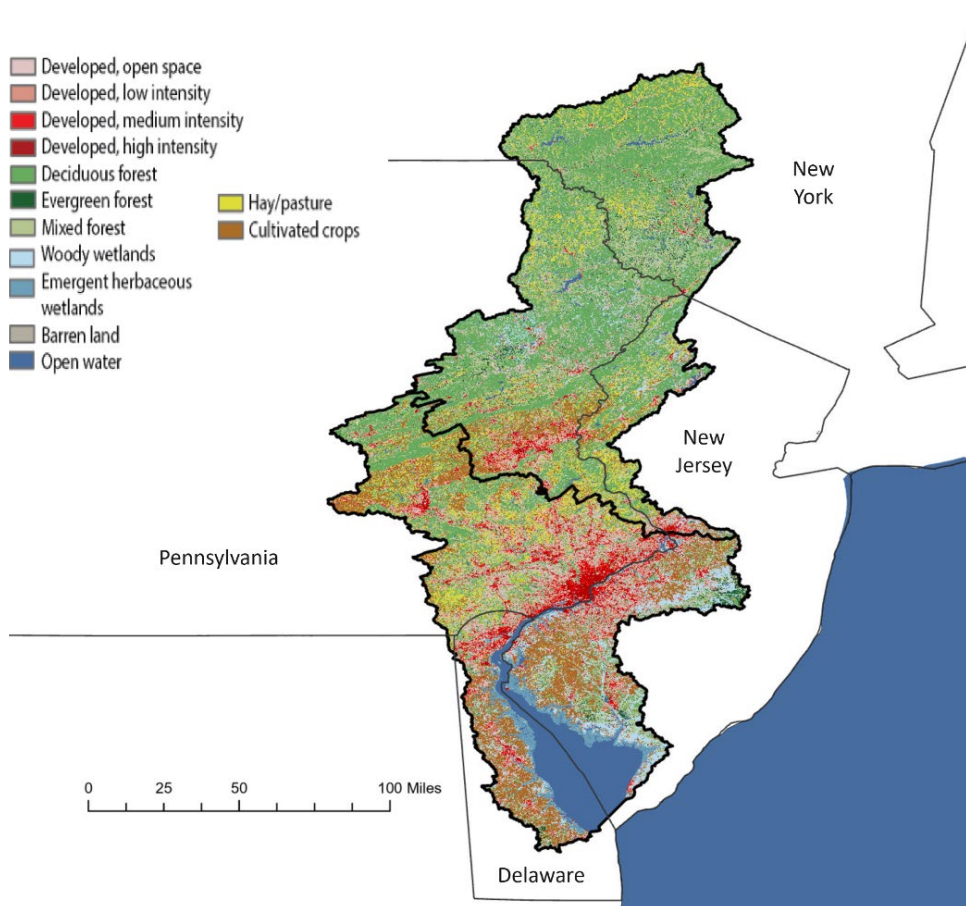 Developed, open space
Developed, low intensity
Developed, medium intensity
Developed, high intensity
Deciduous forest
Evergreen forest
Mixed forest
Woody wetlands
Emergent herbaceous
wetlands
Barren land
Open water
Hay/pasture
Cultivated crops
New
York
New
Jersey
Pennsylvania
0 25 50 100 Miles
Delaware